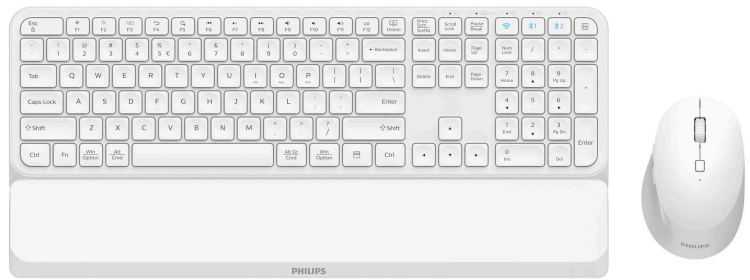 Esc F1 F2 F3 F4 F5 F6 F7 F8 F9 F10 F11 F12 Delete Print Scrn SysRq Scroll Lock Pause Break 1 2
! 1 @ 2 # 3 $ 4 % 5 € ^ 6 & 7 * 8 ( 9 ) 0 - + = ← Backspace Insert Home Page Up Num Lock / * -
Tab Q W E R T Y U I O P { [ } ] | \ Delete End Page Down 7 Home 8 ▲ 9 Pg Up +
Caps Lock A S D F G H J K L : ; Enter 4 ◄ 5 6 ►
⇧ Shift Z X C V B N M < , > . ? / ⇧ Shift ▲ 1 End 2 ▼ 3 Pg Dn Enter
Ctrl Fn Win Option Alt Cmd Alt Gr Cmd Win Option Ctrl ◄ ▼ ► 0 Ins . Del
PHILIPS
PHILIPS